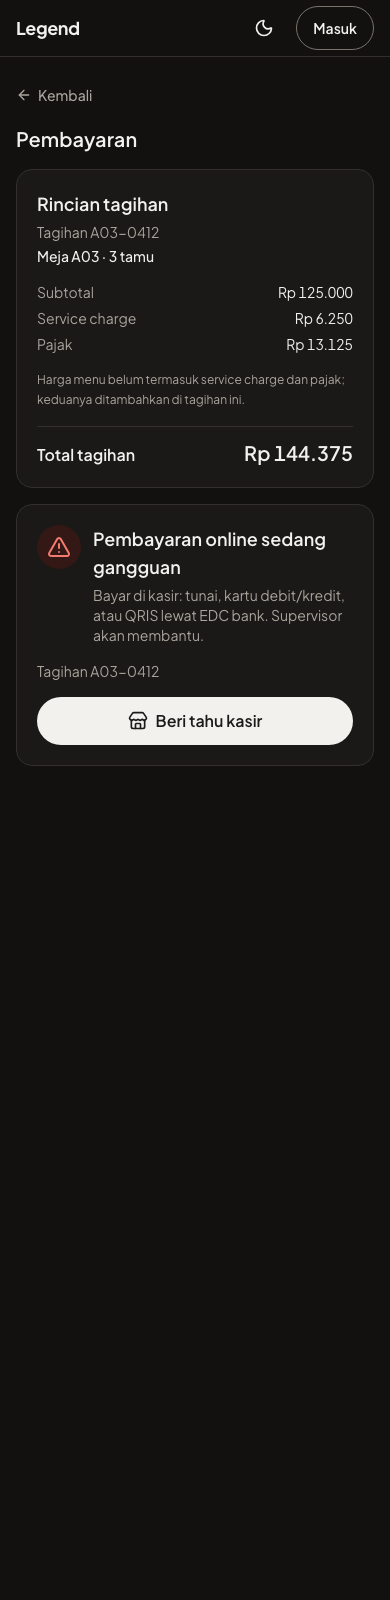 Legend
Masuk
Kembali
Pembayaran
Rincian tagihan
Tagihan A03-0412
Meja A03 · 3 tamu
Subtotal Rp 125.000
Service charge Rp 6.250
Pajak Rp 13.125
Harga menu belum termasuk service charge dan pajak;
keduanya ditambahkan di tagihan ini.
Total tagihan Rp 144.375
Pembayaran online sedang
gangguan
Bayar di kasir: tunai, kartu debit/kredit,
atau QRIS lewat EDC bank. Supervisor
akan membantu.
Tagihan A03-0412
Beri tahu kasir